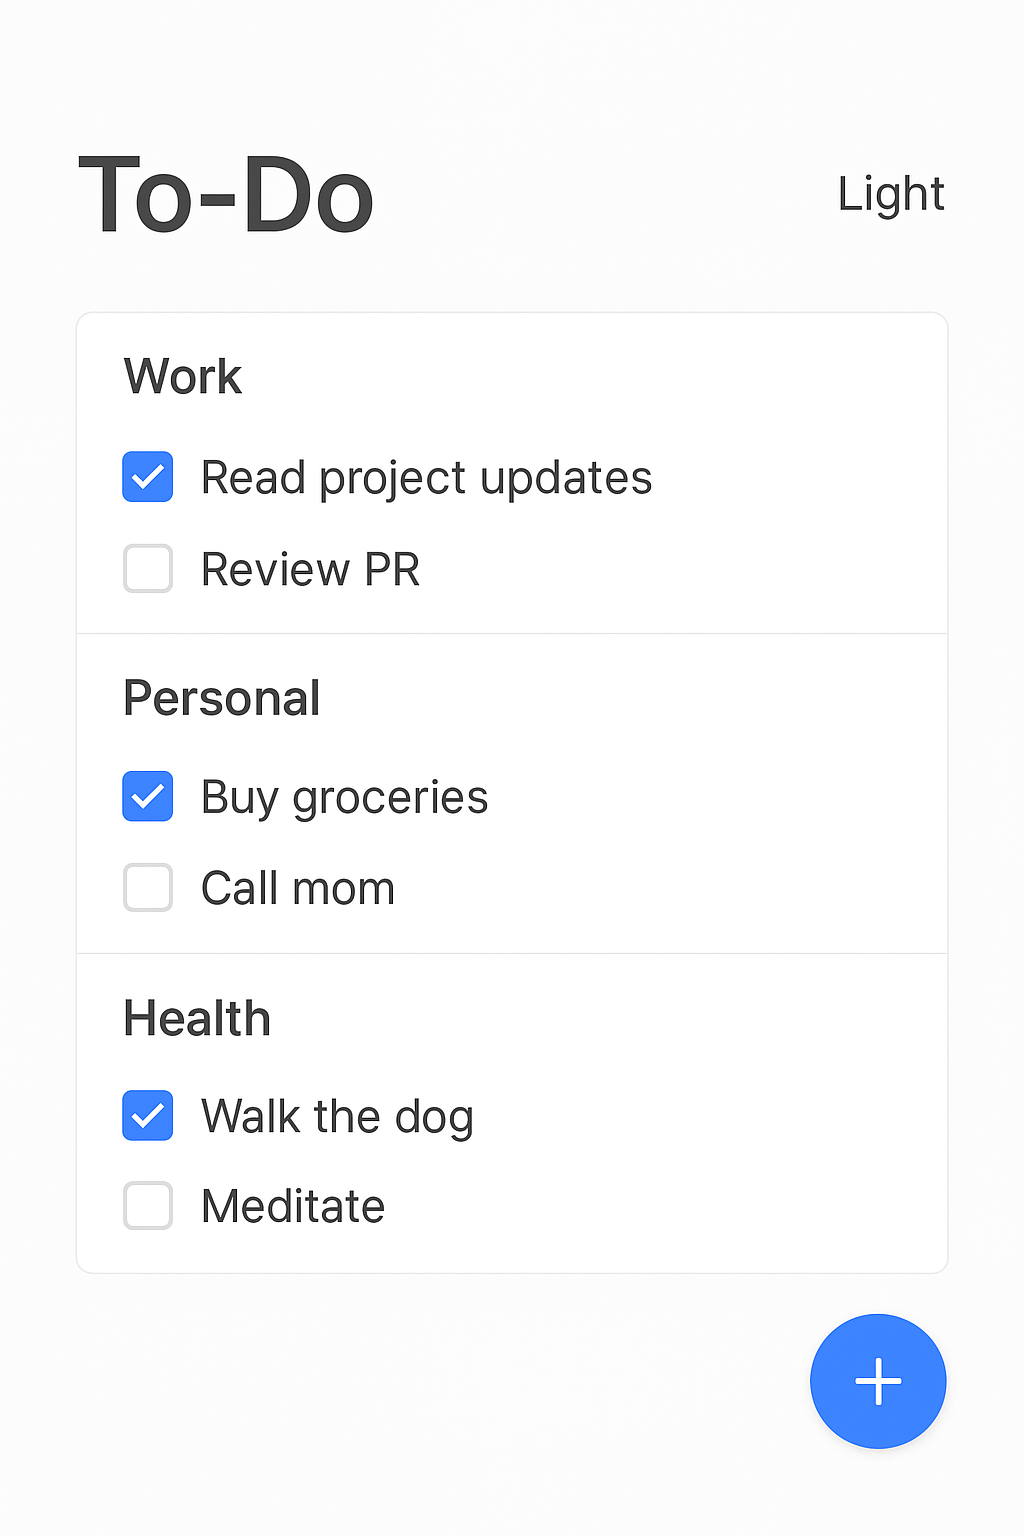 To-Do
Light
Work
Read project updates
Review PR
Personal
Buy groceries
Call mom
Health
Walk the dog
Meditate